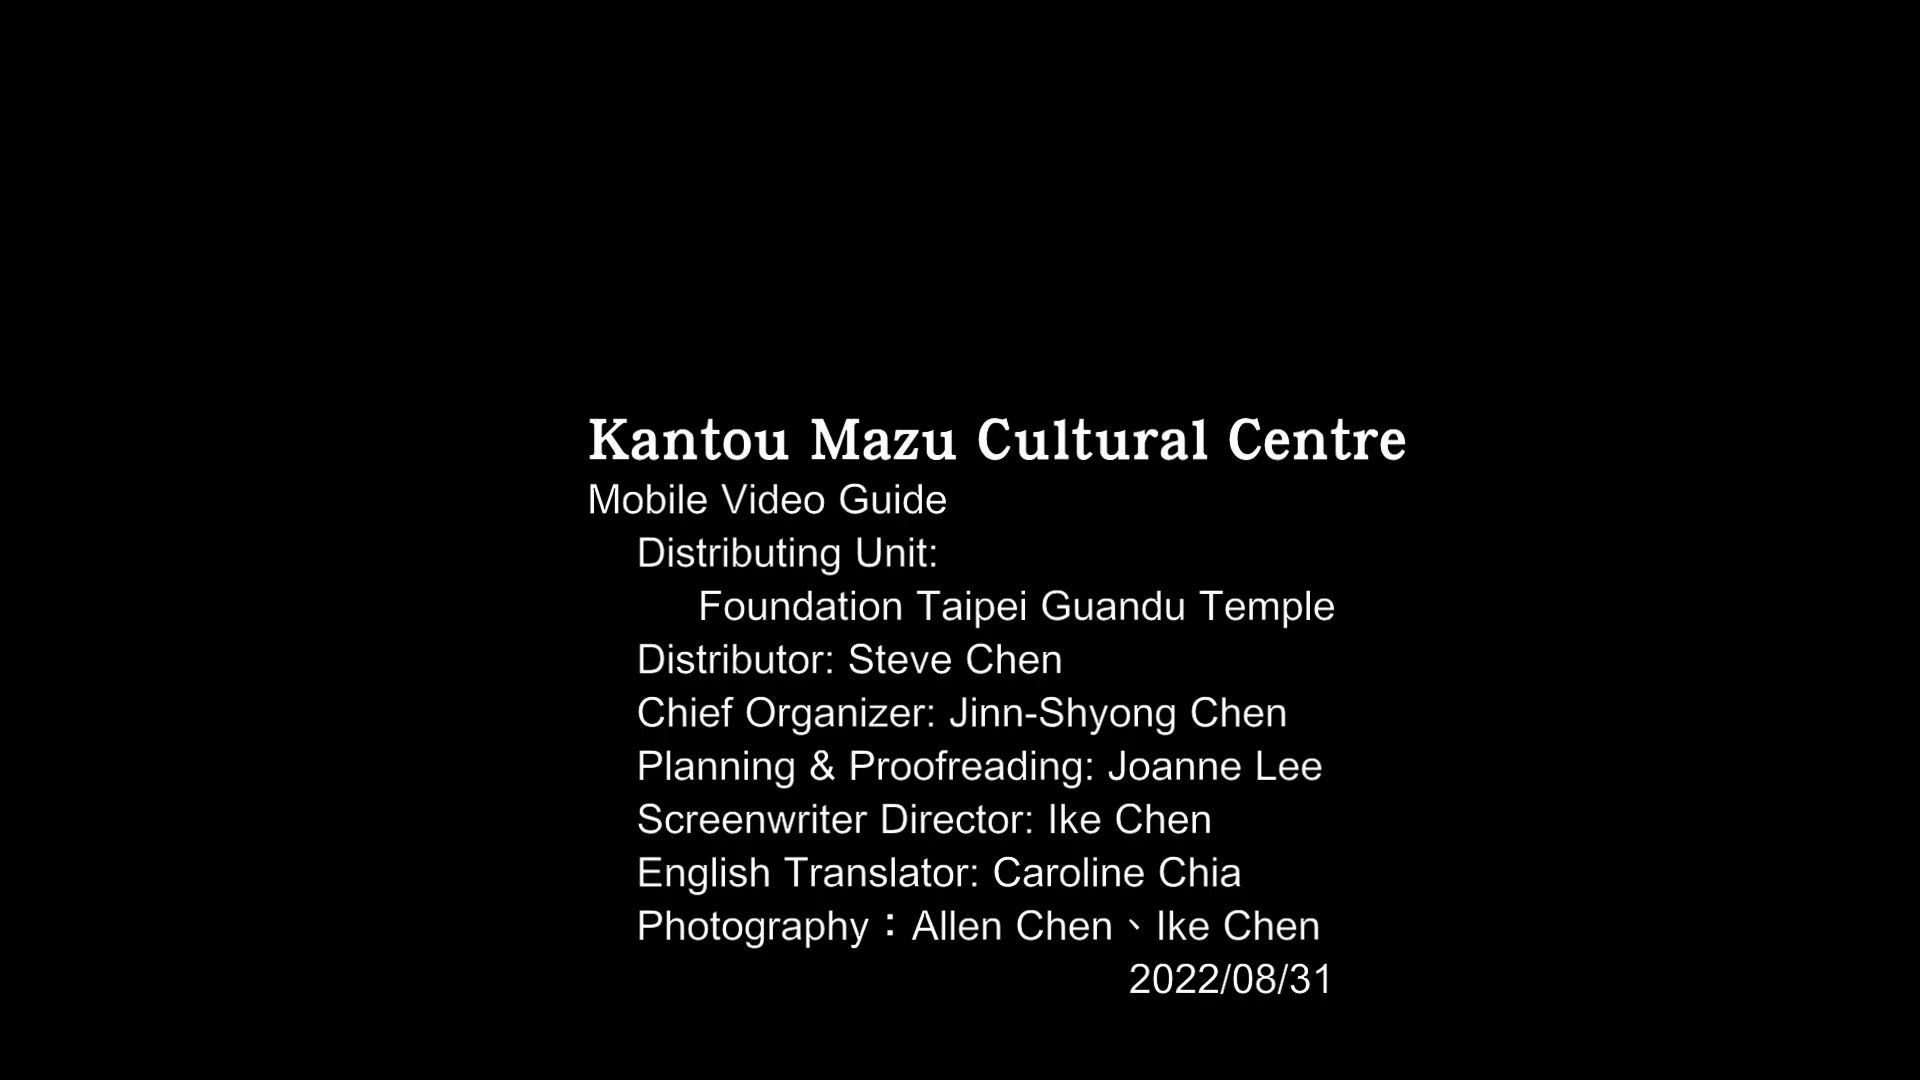 Kantou Mazu Cultural Centre
Mobile Video Guide
Distributing Unit:
Foundation Taipei Guandu Temple
Distributor: Steve Chen
Chief Organizer: Jinn-Shyong Chen
Planning & Proofreading: Joanne Lee
Screenwriter Director: Ike Chen
English Translator: Caroline Chia
Photography：Allen Chen、Ike Chen
2022/08/31